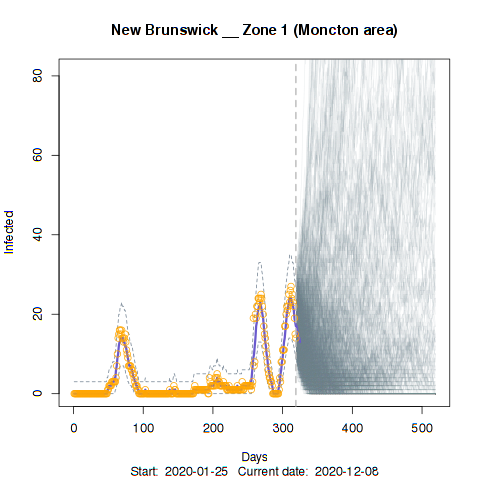 New Brunswick __ Zone 1 (Moncton area)
80
60
40
20
0
Infected
0 100 200 300 400 500
Days
Start: 2020-01-25 Current date: 2020-12-08